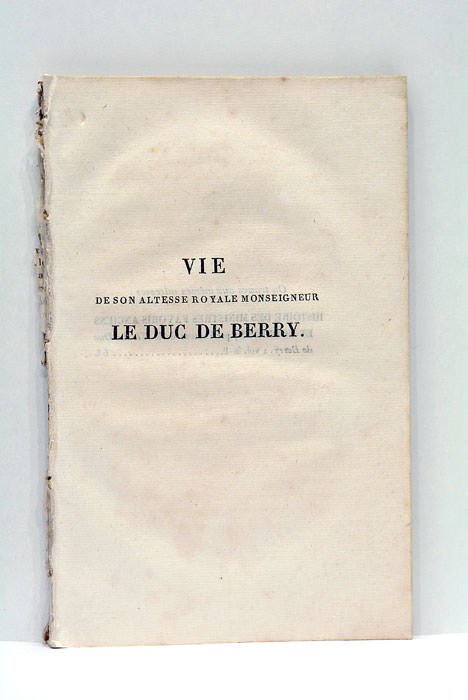 VIE
DE SON ALTESSE ROYALE MONSEIGNEUR
LE DUC DE BERRY.